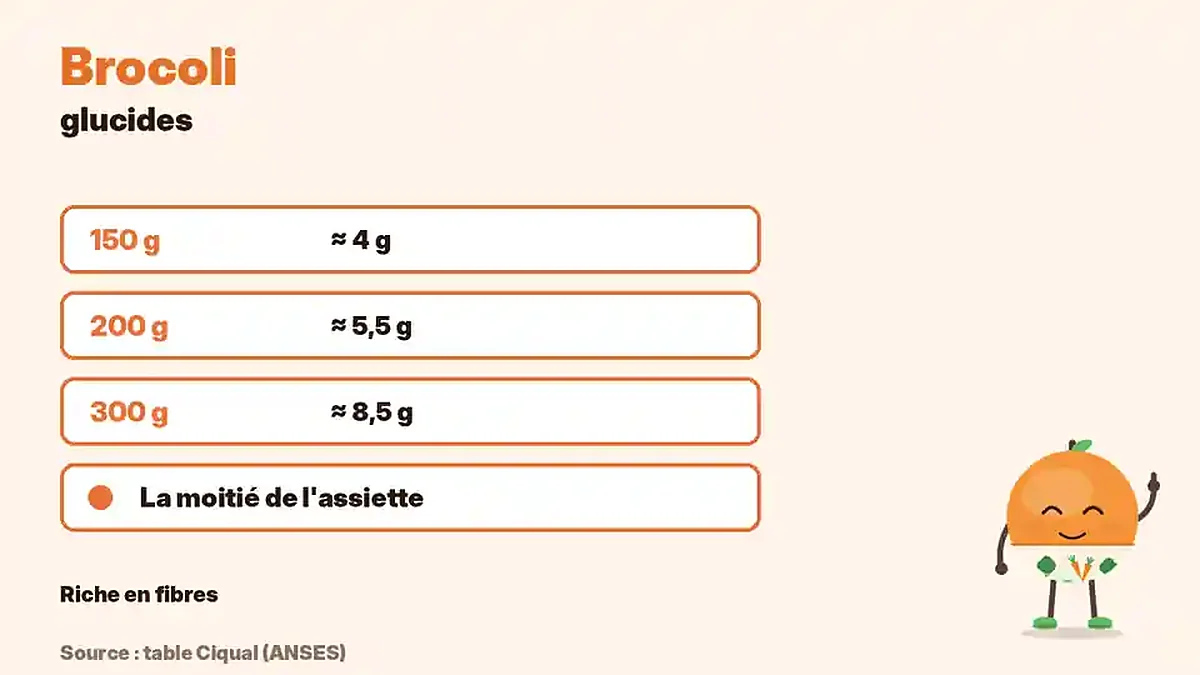 Brocoli
glucides
150 g ≈ 4 g
200 g ≈ 5,5 g
300 g ≈ 8,5 g
La moitié de l'assiette
Riche en fibres
Source : table Ciqual (ANSES)